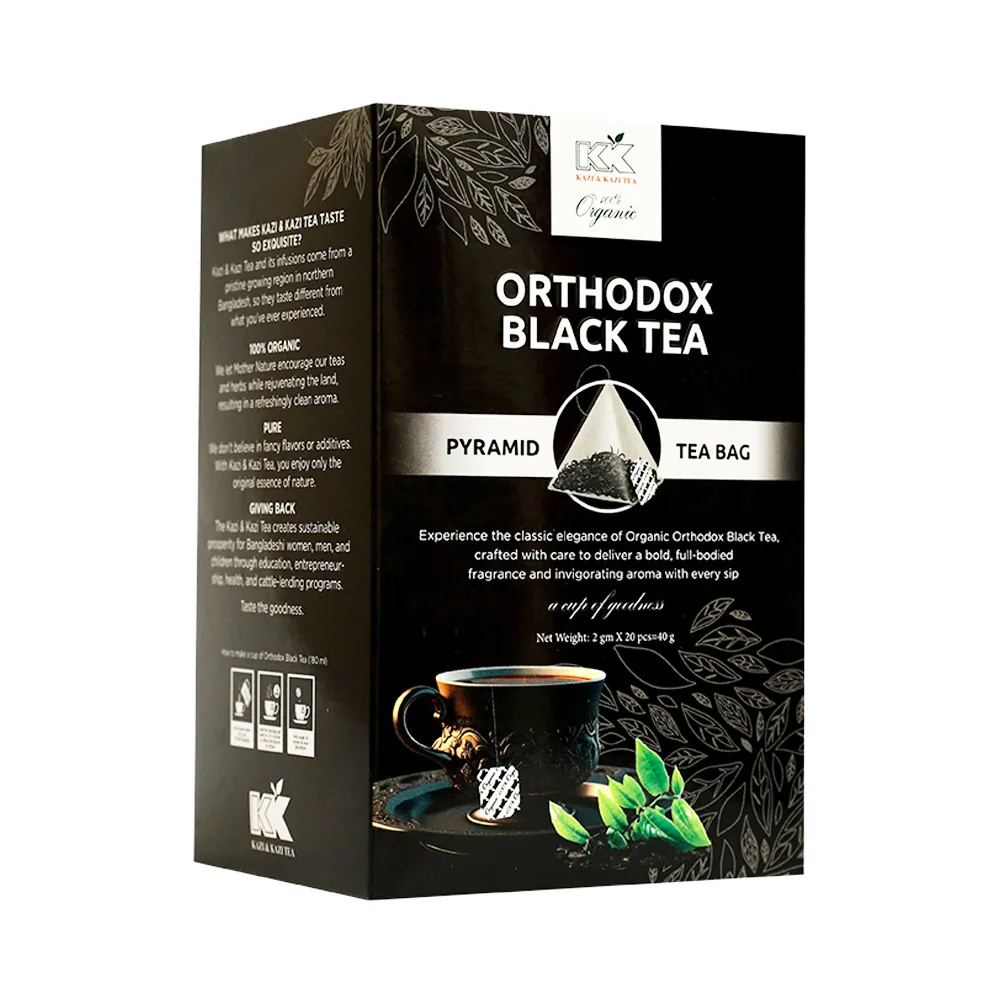 WHAT MAKES KAZI & KAZI TEA TASTE
SO EXQUISITE?
Kazi & Kazi Tea and its infusions come from a
pristine growing region in northern
Bangladesh, so they taste different from
what you've ever experienced.
100% ORGANIC
We let Mother Nature encourage our teas
and herbs while rejuvenating the land,
resulting in a refreshingly clean aroma.
PURE
We don't believe in fancy flavors or additives.
With Kazi & Kazi Tea, you enjoy only the
original essence of nature.
GIVING BACK
The Kazi & Kazi Tea creates sustainable
prosperity for Bangladeshi women, men, and
children through education, entrepreneur-
ship, health, and cattle-lending programs.
Taste the goodness.
How to make a cup of Orthodox Black Tea (180 ml)
KK
KAZI & KAZI TEA
KK
KAZI & KAZI TEA
100%
Organic
ORTHODOX
BLACK TEA
PYRAMID TEA BAG
Experience the classic elegance of Organic Orthodox Black Tea,
crafted with care to deliver a bold, full-bodied
fragrance and invigorating aroma with every sip
a cup of goodness
Net Weight: 2 gm X 20 pcs=40 g